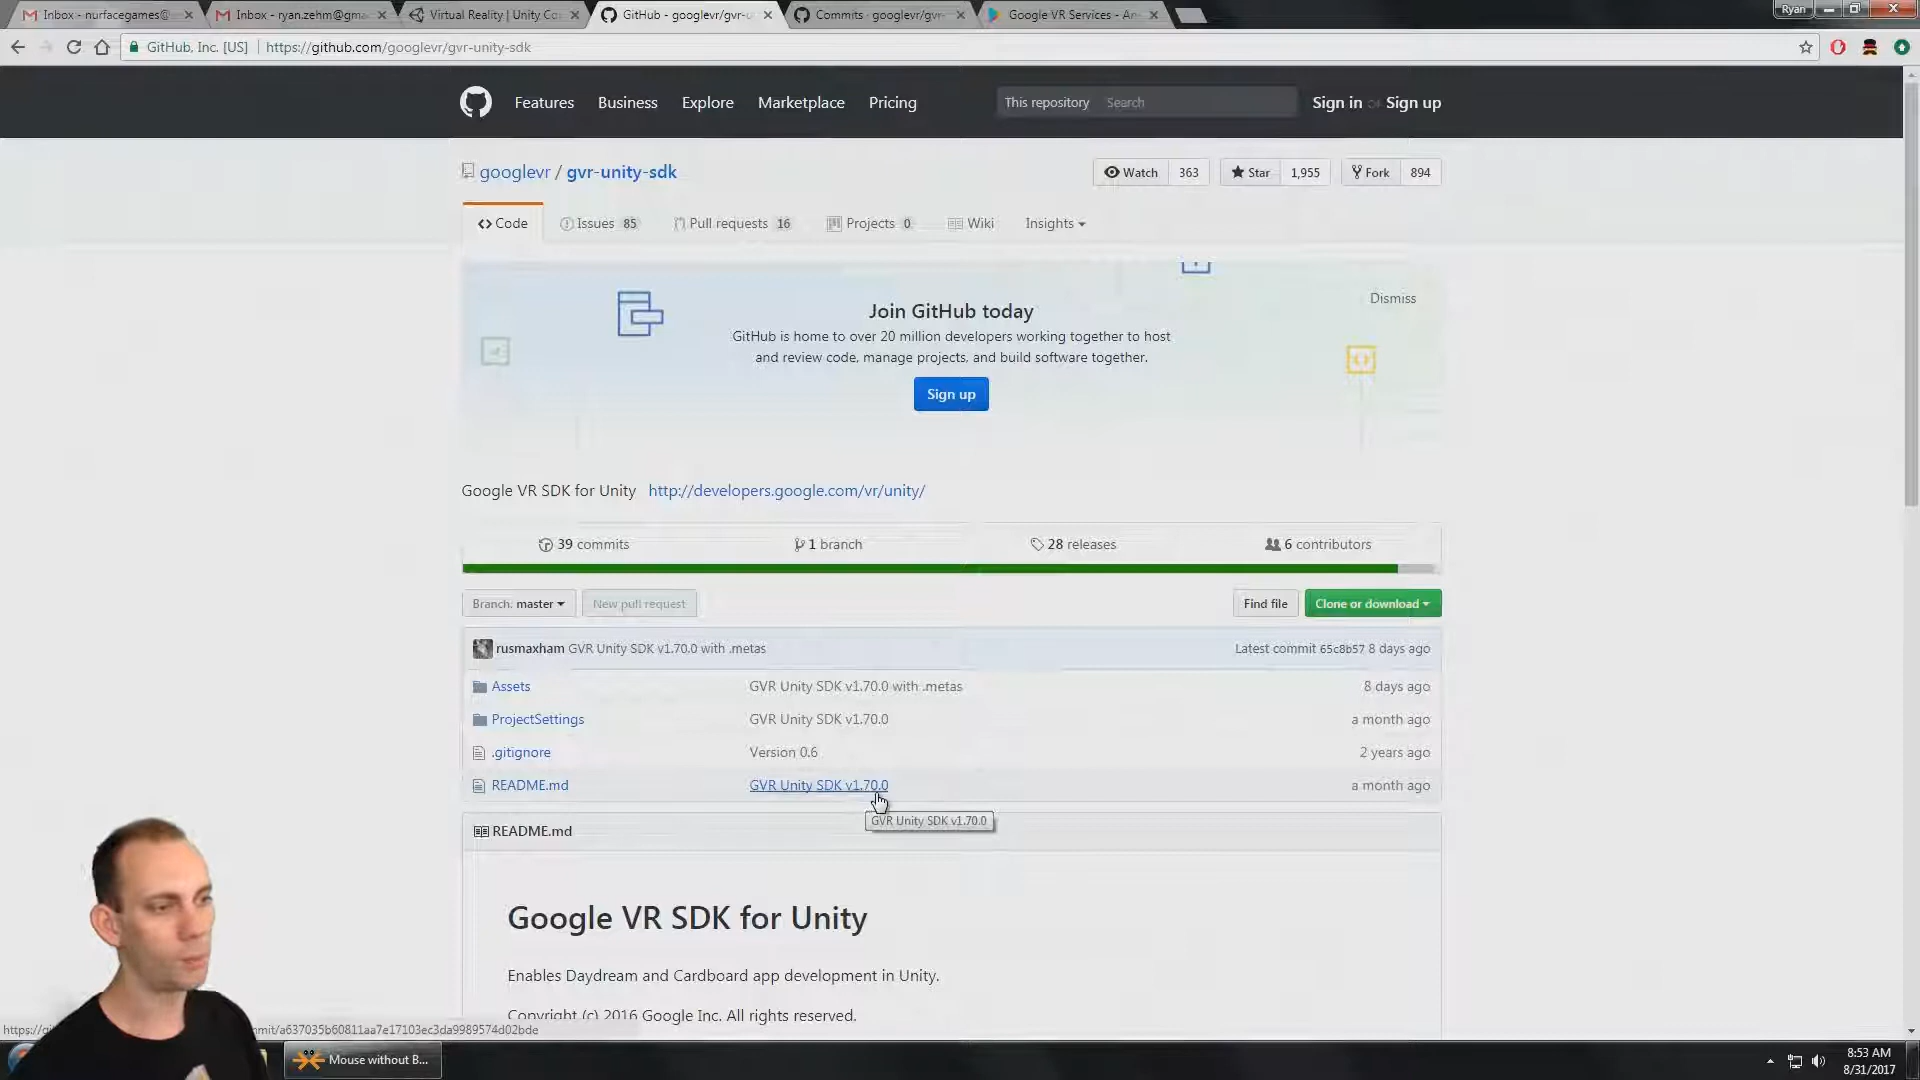 Inbox - nurfacegames@
Inbox - ryan.zehm@gma
Virtual Reality | Unity Co
GitHub - googlevr/gvr-u
Commits · googlevr/gvr-
Google VR Services - An
Ryan
GitHub, Inc. [US]
https://github.com/googlevr/gvr-unity-sdk
Features
Business
Explore
Marketplace
Pricing
This repository
Search
Sign in or Sign up
googlevr / gvr-unity-sdk
Watch 363
Star 1,955
Fork 894
<> Code
Issues 85
Pull requests 16
Projects 0
Wiki
Insights
Join GitHub today
Dismiss
GitHub is home to over 20 million developers working together to host
and review code, manage projects, and build software together.
Sign up
Google VR SDK for Unity http://developers.google.com/vr/unity/
39 commits
1 branch
28 releases
6 contributors
Branch: master
New pull request
Find file
Clone or download
rusmaxham GVR Unity SDK v1.70.0 with .metas
Latest commit 65c8b57 8 days ago
Assets
GVR Unity SDK v1.70.0 with .metas
8 days ago
ProjectSettings
GVR Unity SDK v1.70.0
a month ago
.gitignore
Version 0.6
2 years ago
README.md
GVR Unity SDK v1.70.0
a month ago
GVR Unity SDK v1.70.0
README.md
Google VR SDK for Unity
Enables Daydream and Cardboard app development in Unity.
Copyright (c) 2016 Google Inc. All rights reserved.
https://gi
mit/a637035b60811aa7e17103ec3da9989574d02bde
Mouse without B...
8:53 AM
8/31/2017